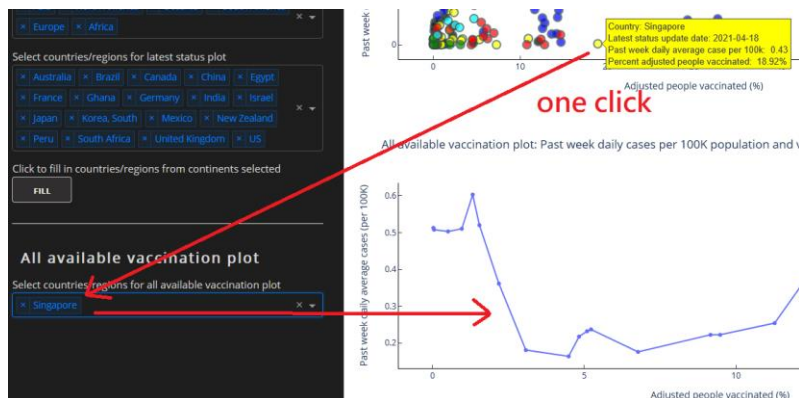 × Europe × Africa
Select countries/regions for latest status plot
× Australia × Brazil × Canada × China × Egypt
× France × Ghana × Germany × India × Israel
× Japan × Korea, South × Mexico × New Zealand
× Peru × South Africa × United Kingdom × US
Click to fill in countries/regions from continents selected
FILL
All available vaccination plot
Select countries/regions for all available vaccination plot
× Singapore
Past week
0
0
10
Country: Singapore
Latest status update date: 2021-04-18
Past week daily average case per 100k: 0.43
Percent adjusted people vaccinated: 18.92%
Adjusted people vaccinated (%)
one click
All available vaccination plot: Past week daily cases per 100K population and v
Past week daily average cases (per 100K)
0.6
0.5
0.4
0.3
0.2
0
5
10
Adjusted people vaccinated (%)